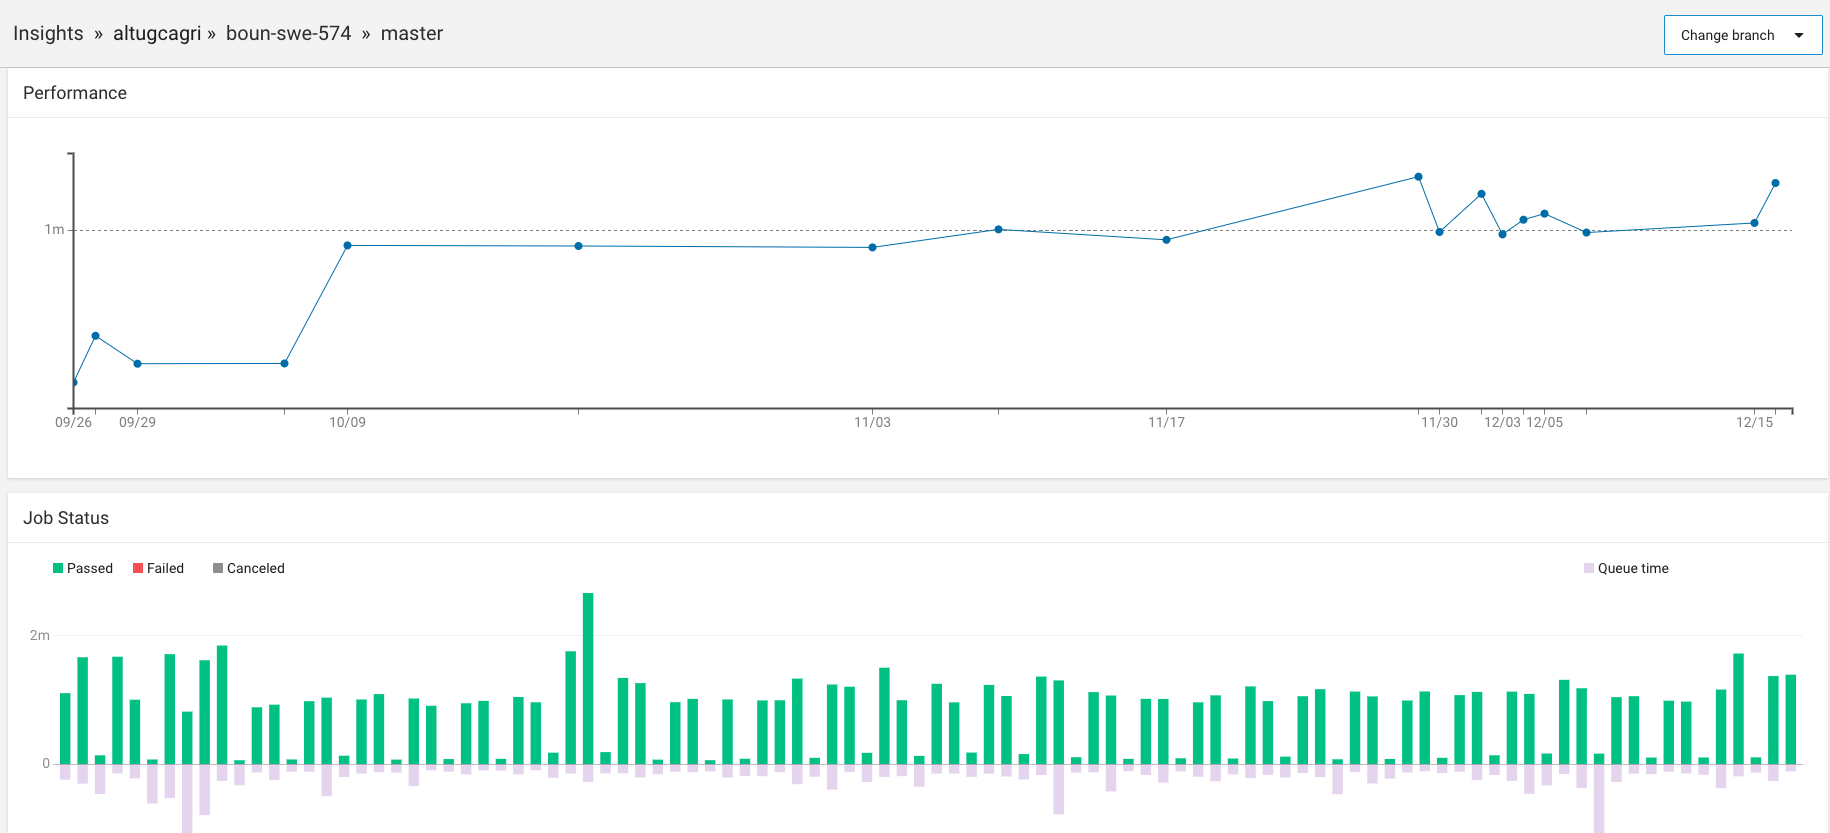 Insights » altugcagri » boun-swe-574 » master
Change branch
Performance
1m
09/26 09/29 10/09 11/03 11/17 11/30 12/03 12/05 12/15
Job Status
Passed Failed Canceled Queue time
2m
0